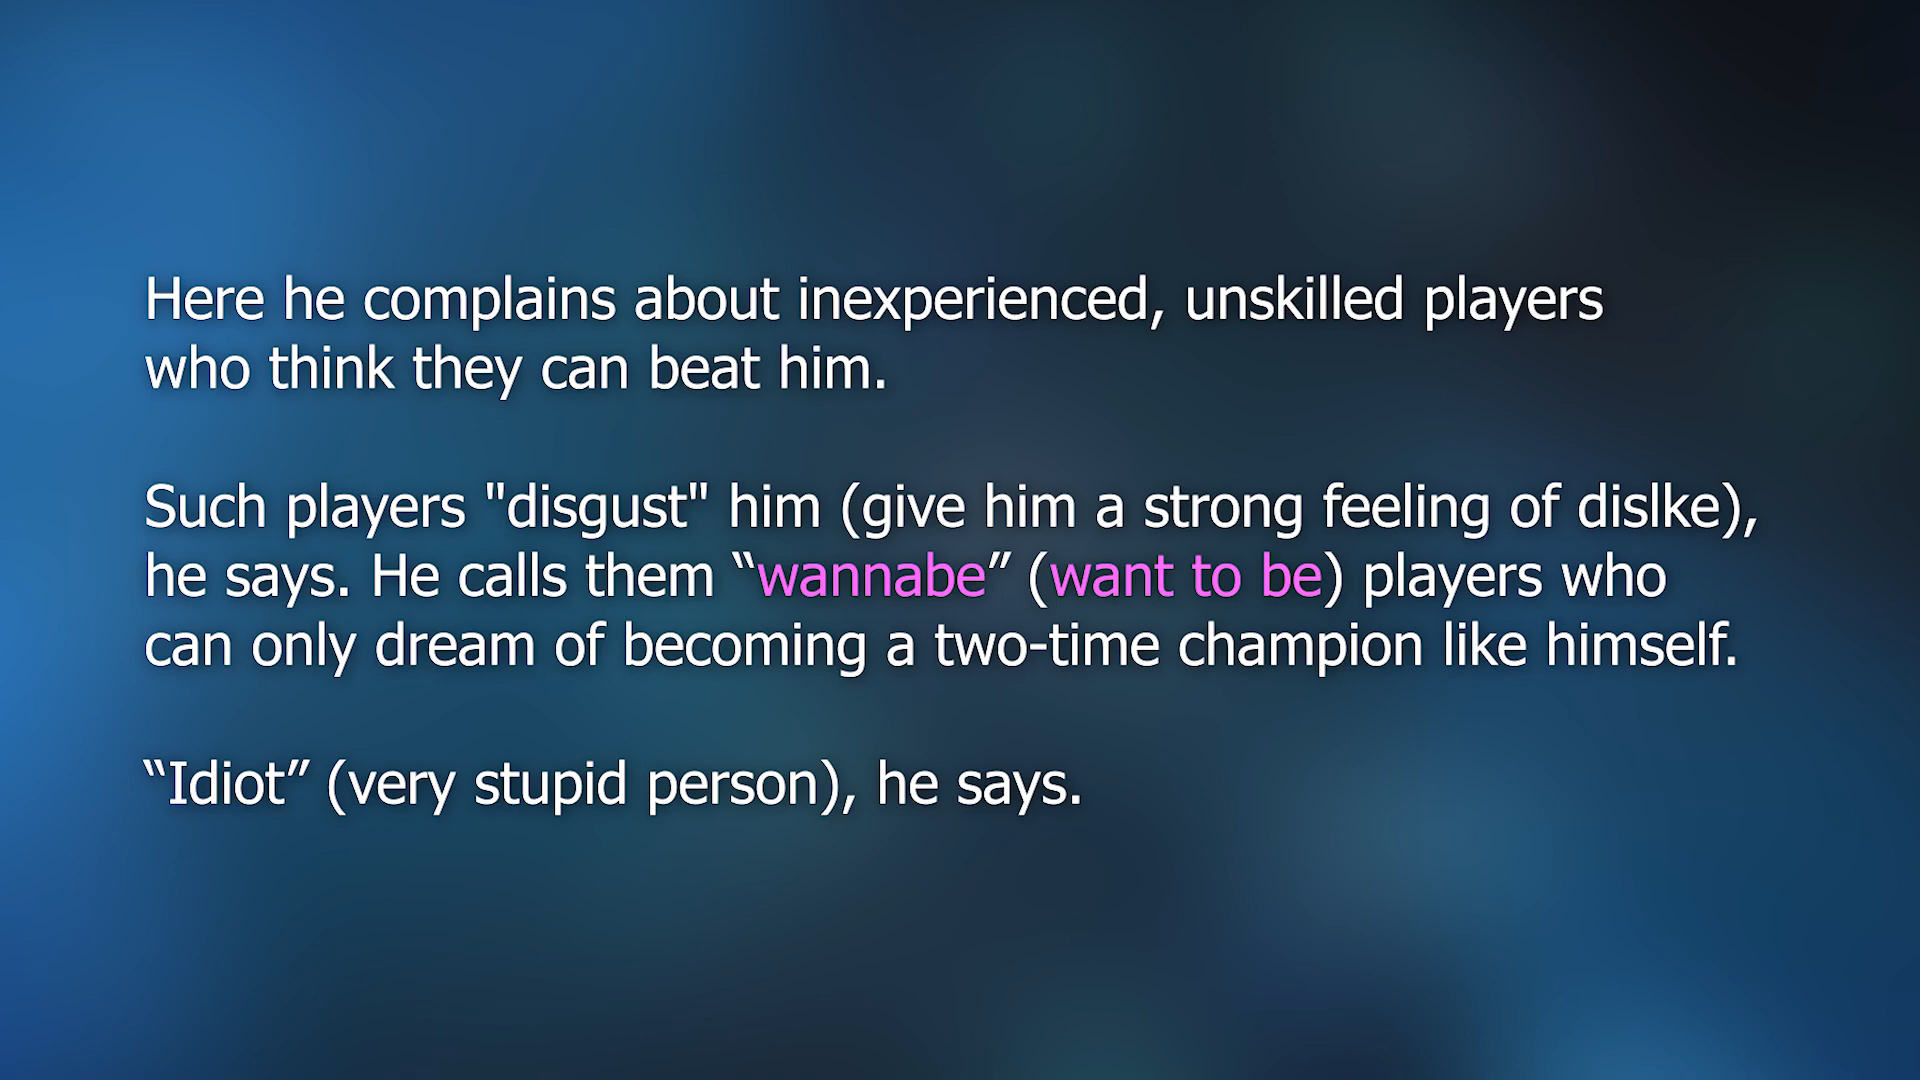 Here he complains about inexperienced, unskilled players
who think they can beat him.
Such players "disgust" him (give him a strong feeling of dislke),
he says. He calls them “wannabe” (want to be) players who
can only dream of becoming a two-time champion like himself.
“Idiot” (very stupid person), he says.